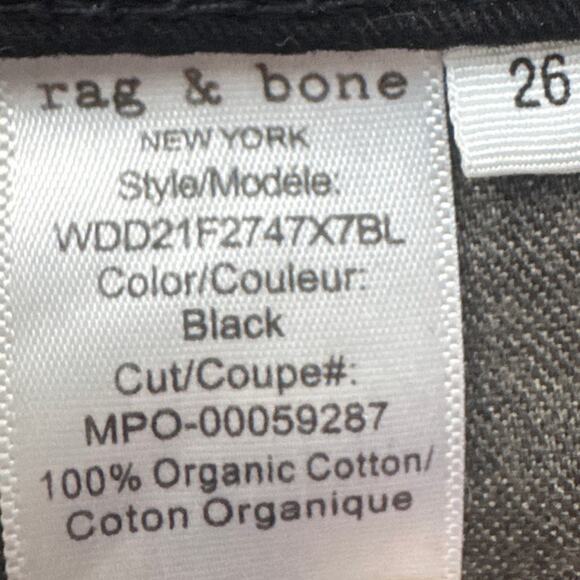 rag & bone
26
NEW YORK
Style/Modéle:
WDD21F2747X7BL
Color/Couleur:
Black
Cut/Coupe#:
MPO-00059287
100% Organic Cotton/
Coton Organique